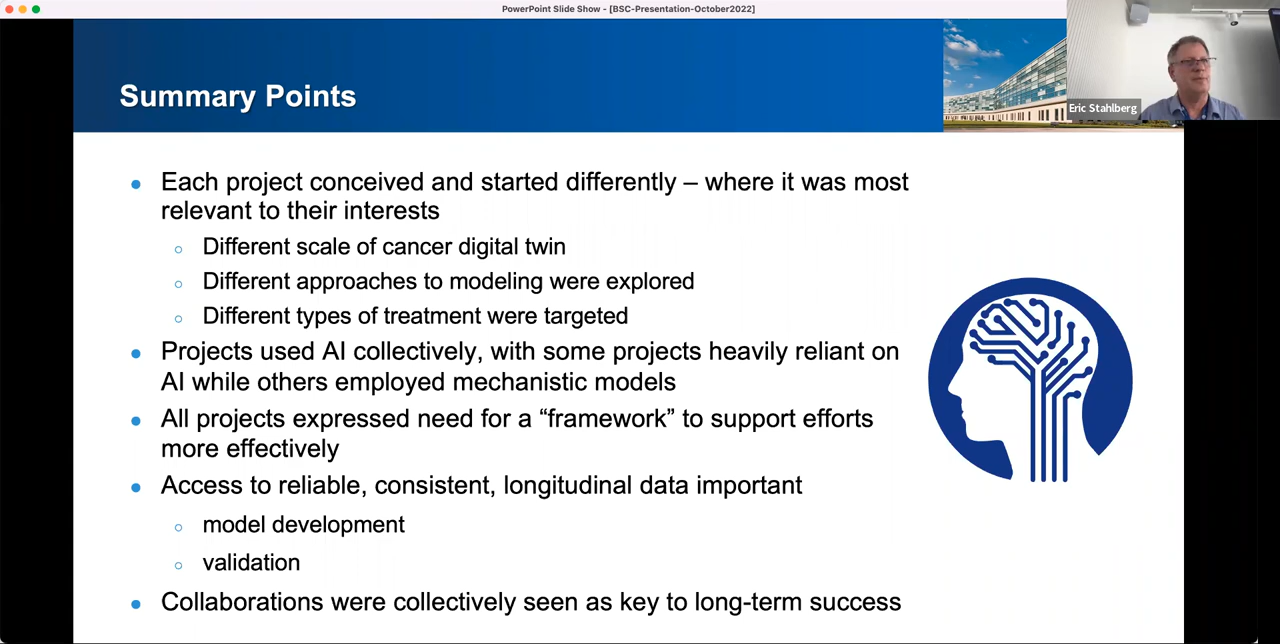 PowerPoint Slide Show - [BSC-Presentation-October2022]
Summary Points
Eric Stahlberg
● Each project conceived and started differently – where it was most
relevant to their interests
○ Different scale of cancer digital twin
○ Different approaches to modeling were explored
○ Different types of treatment were targeted
● Projects used AI collectively, with some projects heavily reliant on
AI while others employed mechanistic models
● All projects expressed need for a “framework” to support efforts
more effectively
● Access to reliable, consistent, longitudinal data important
○ model development
○ validation
● Collaborations were collectively seen as key to long-term success